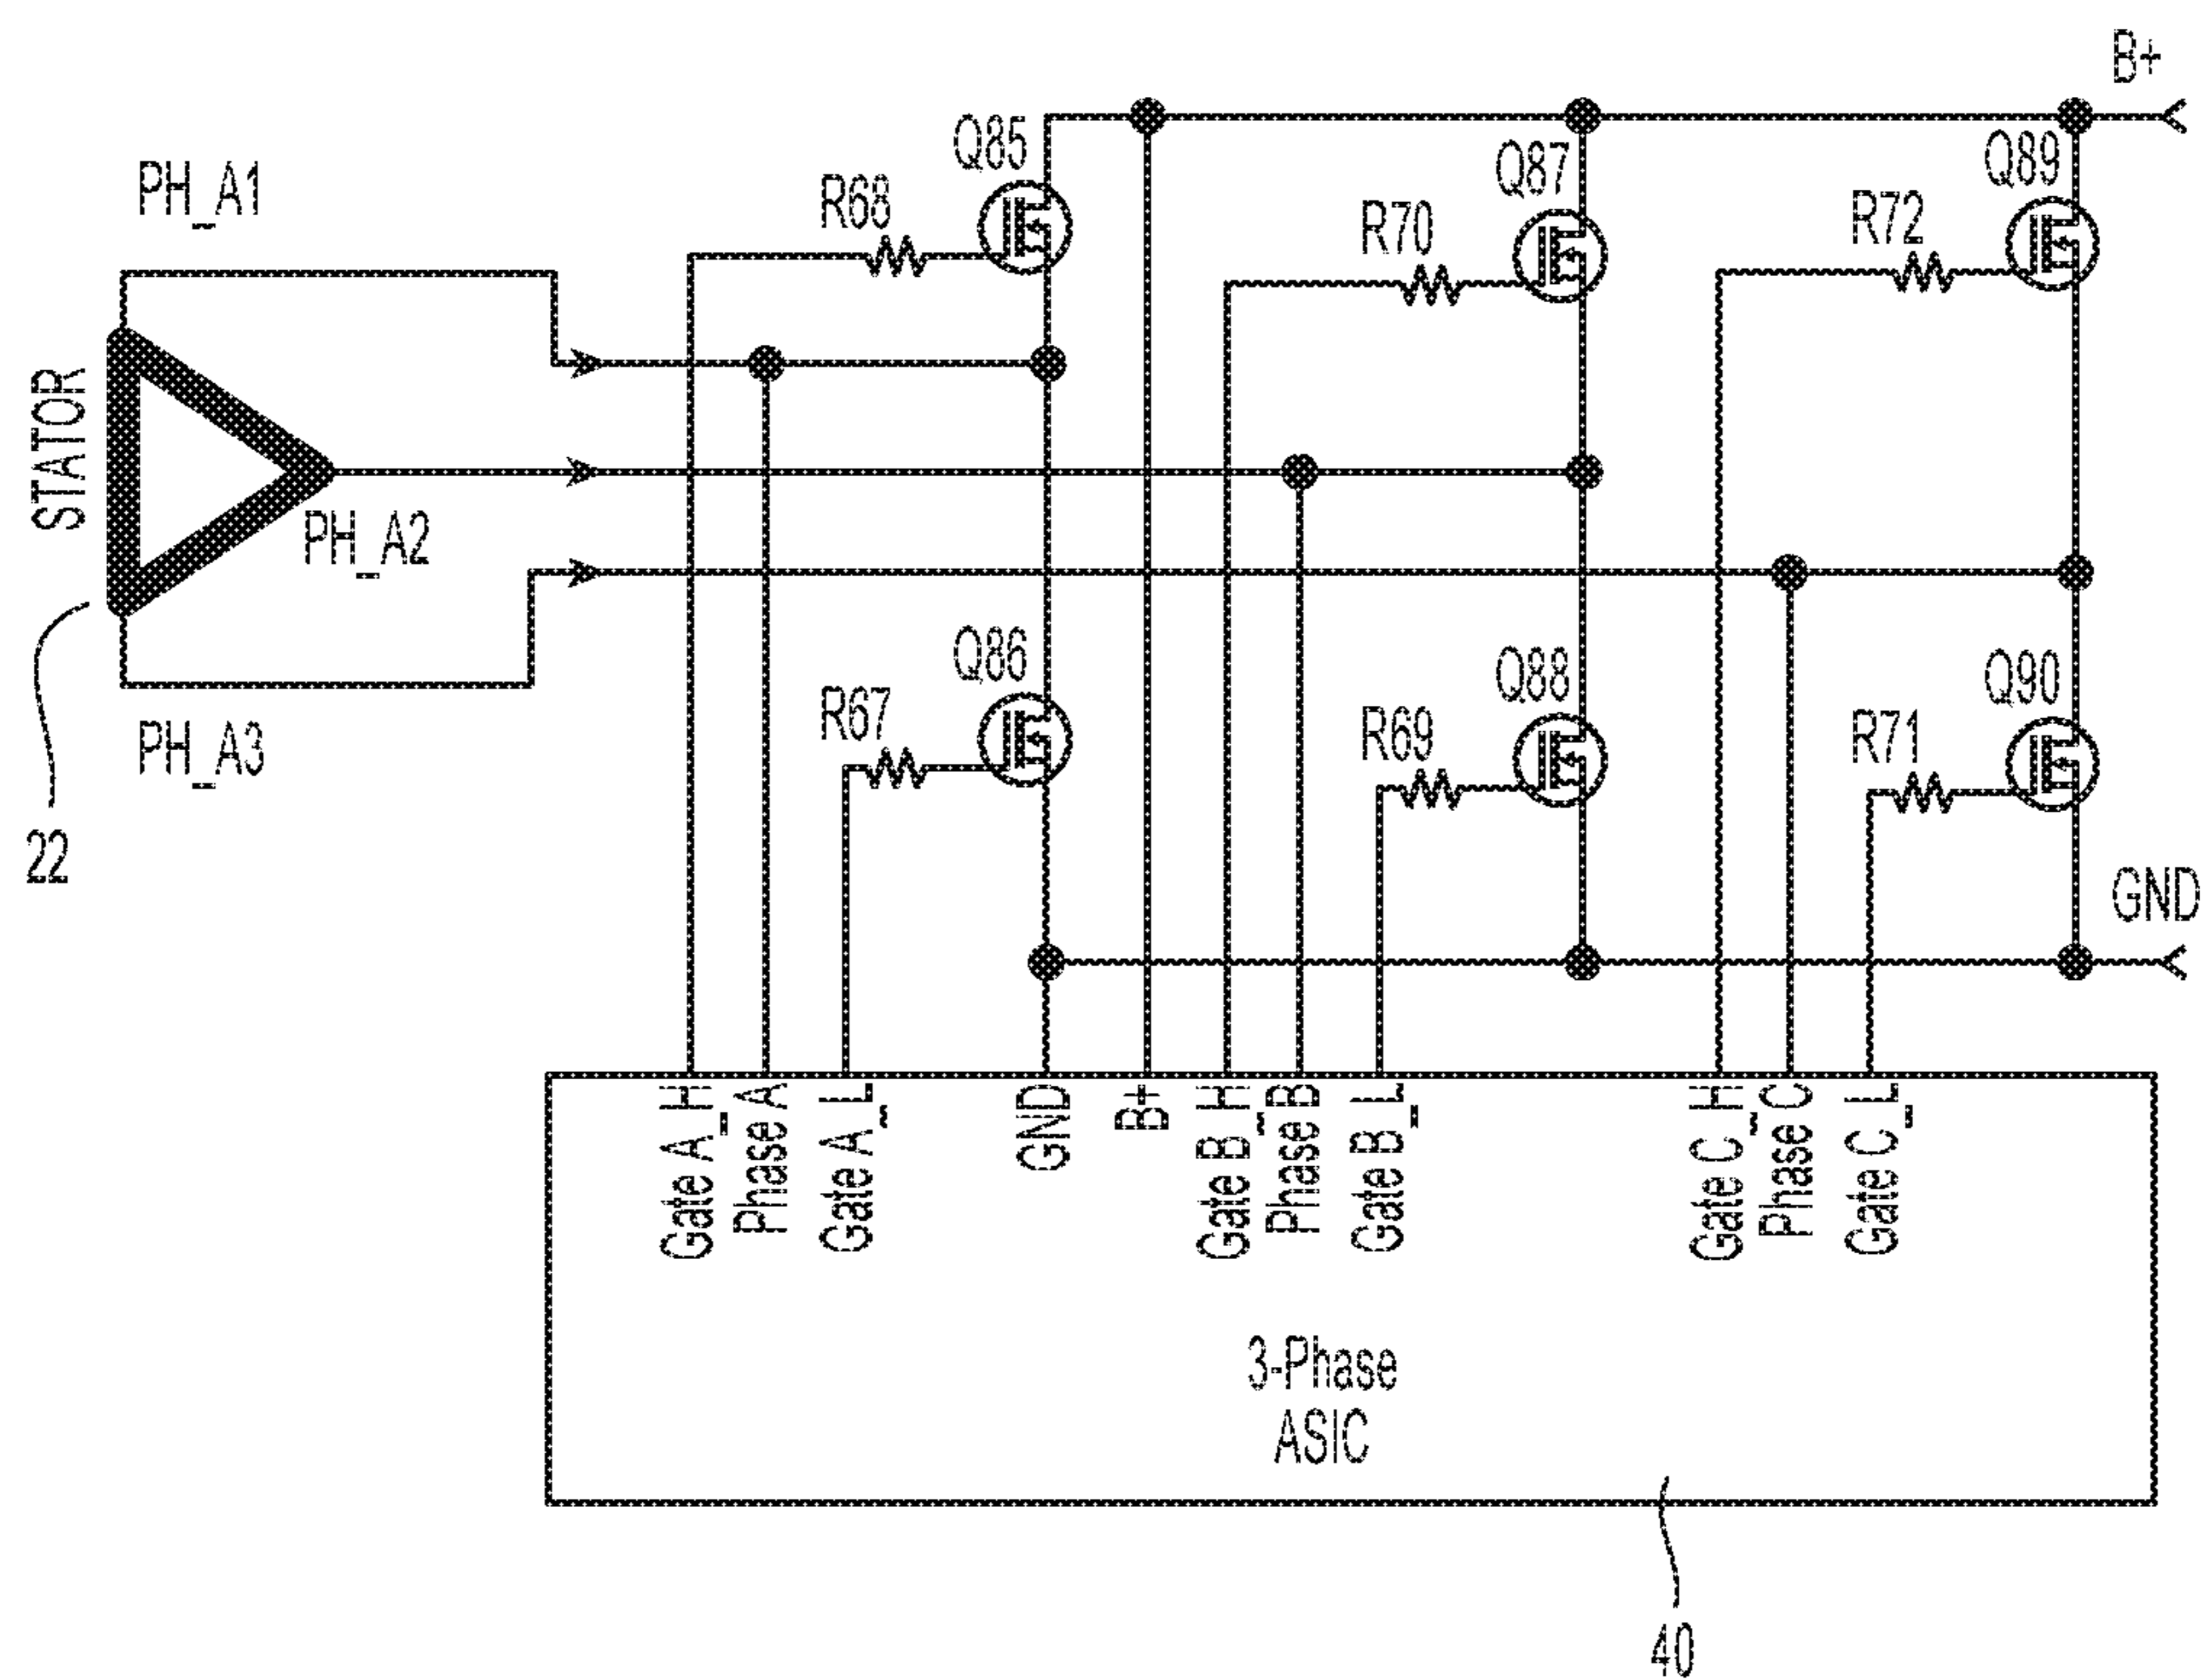 B+
PH_A1
Q85
Q87
Q89
R68
R70
R72
STATOR
PH_A2
PH_A3
Q86
Q88
Q90
R67
R69
R71
22
GND
Gate A_H
Phase A
Gate A_L
GND
B+
Gate B_H
Phase B
Gate B_L
Gate C_H
Phase C
Gate C_L
3-Phase
ASIC
40